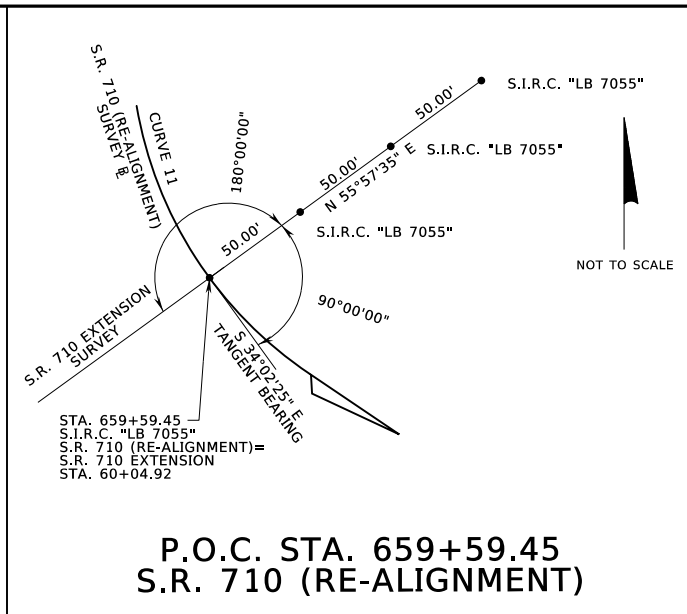 50.00'
S.I.R.C. "LB 7055"
S.R. 710 (RE-ALIGNMENT)
SURVEY BL
CURVE 11
180°00'00"
50.00'
N 55°57'35" E
S.I.R.C. "LB 7055"
50.00'
S.I.R.C. "LB 7055"
NOT TO SCALE
90°00'00"
S.R. 710 EXTENSION
SURVEY
S 34°02'25" E
TANGENT BEARING
STA. 659+59.45
S.I.R.C. "LB 7055"
S.R. 710 (RE-ALIGNMENT)=
S.R. 710 EXTENSION
STA. 60+04.92
P.O.C. STA. 659+59.45
S.R. 710 (RE-ALIGNMENT)